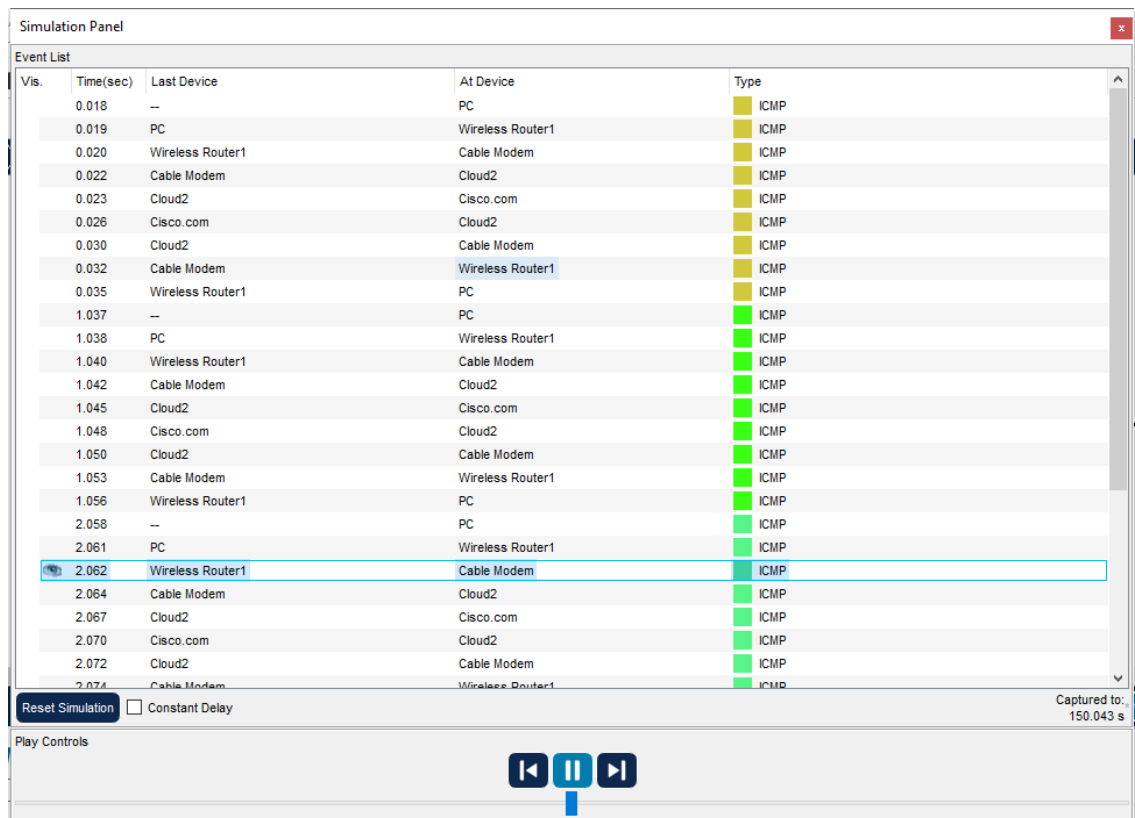 Simulation Panel
x
Event List
Vis. Time(sec) Last Device At Device Type
0.018 -- PC ICMP
0.019 PC Wireless Router1 ICMP
0.020 Wireless Router1 Cable Modem ICMP
0.022 Cable Modem Cloud2 ICMP
0.023 Cloud2 Cisco.com ICMP
0.026 Cisco.com Cloud2 ICMP
0.030 Cloud2 Cable Modem ICMP
0.032 Cable Modem Wireless Router1 ICMP
0.035 Wireless Router1 PC ICMP
1.037 -- PC ICMP
1.038 PC Wireless Router1 ICMP
1.040 Wireless Router1 Cable Modem ICMP
1.042 Cable Modem Cloud2 ICMP
1.045 Cloud2 Cisco.com ICMP
1.048 Cisco.com Cloud2 ICMP
1.050 Cloud2 Cable Modem ICMP
1.053 Cable Modem Wireless Router1 ICMP
1.056 Wireless Router1 PC ICMP
2.058 -- PC ICMP
2.061 PC Wireless Router1 ICMP
2.062 Wireless Router1 Cable Modem ICMP
2.064 Cable Modem Cloud2 ICMP
2.067 Cloud2 Cisco.com ICMP
2.070 Cisco.com Cloud2 ICMP
2.072 Cloud2 Cable Modem ICMP
2.074 Cable Modem Wireless Router1 ICMP
Reset Simulation Constant Delay Captured to:
150.043 s
Play Controls